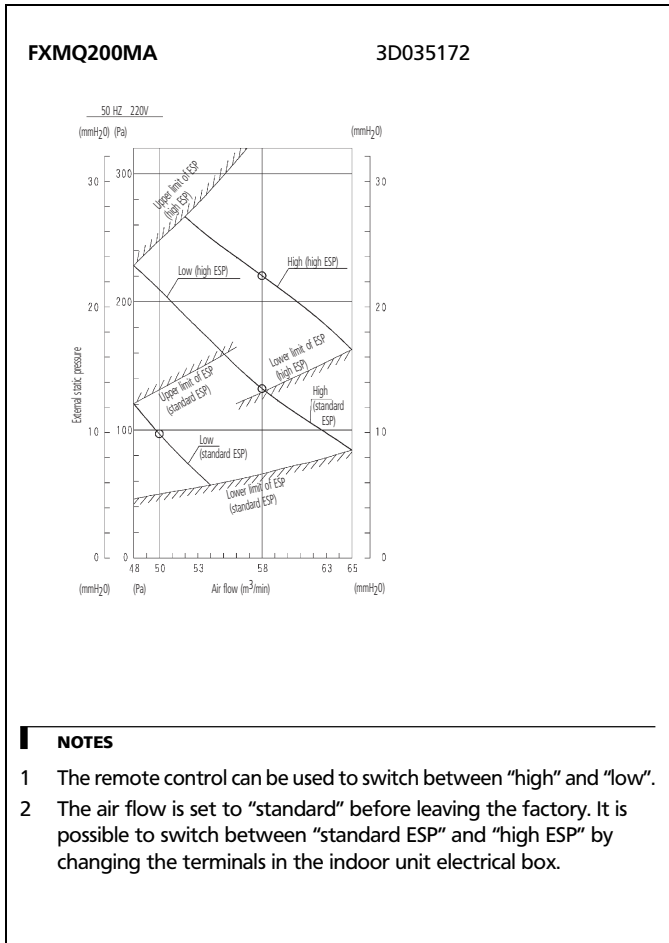 FXMQ200MA 3D035172
50 HZ 220V
(mmH2O) (Pa) (mmH2O)
30 300 30
Upper limit of ESP
(high ESP)
High (high ESP)
Low (high ESP)
20 200 20
External static pressure
Lower limit of ESP
(high ESP)
Upper limit of ESP
(standard ESP)
High
(standard
ESP)
10 100 10
Low
(standard ESP)
Lower limit of ESP
(standard ESP)
0 0 0
48 50 53 58 63 65
(mmH2O) (Pa) Air flow (m3/min) (mmH2O)
NOTES
1 The remote control can be used to switch between “high” and “low”.
2 The air flow is set to “standard” before leaving the factory. It is
possible to switch between “standard ESP” and “high ESP” by
changing the terminals in the indoor unit electrical box.